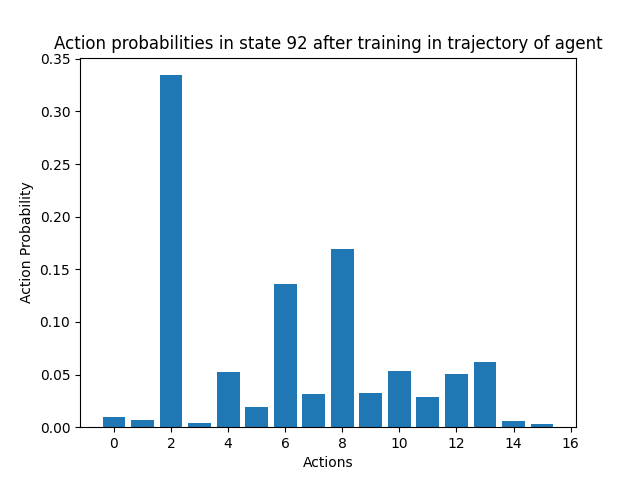 Action probabilities in state 92 after training in trajectory of agent
0.35
0.30
0.25
0.20
0.15
0.10
0.05
0.00
Action Probability
0 2 4 6 8 10 12 14 16
Actions